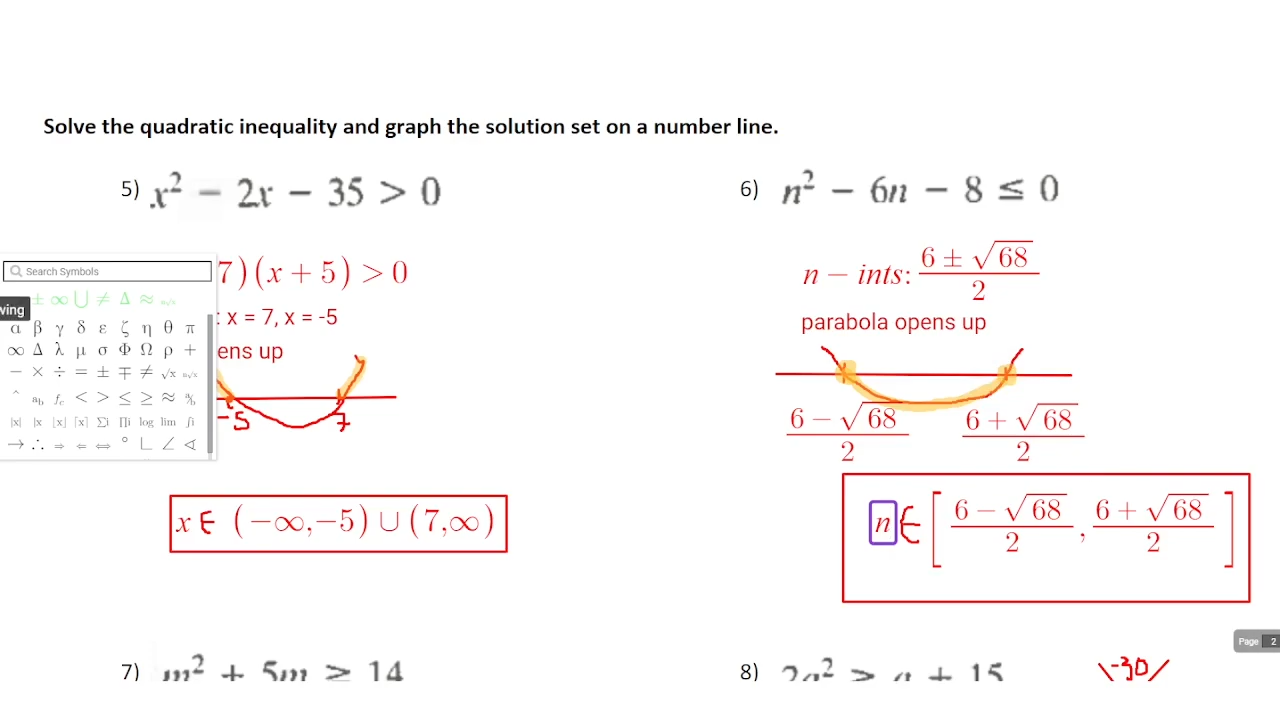 Solve the quadratic inequality and graph the solution set on a number line.
5) x² − 2x − 35 > 0
7)(x + 5) > 0
: x = 7, x = -5
ens up
-5 7
x ∈ (−∞,−5) ∪ (7,∞)
6) n² − 6n − 8 ≤ 0
n − ints: (6 ± √68)/2
parabola opens up
(6 − √68)/2 (6 + √68)/2
n ∈ [(6 − √68)/2 , (6 + √68)/2]
Search Symbols
± ∞ ⋃ ≠ Δ ≈ n√x
wing
α β γ δ ε ζ η θ π
∞ Δ λ μ σ Φ Ω ρ +
− × ÷ = ± ∓ ≠ √x n√x
^ ab fc < > ≤ ≥ ≈ a/b
|x| |x ⌊x⌋ ⌈x⌉ Σi ∏i log lim ∫i
→ ∴ ⇒ ⇐ ⇔ ° ∟ ∠ ∢
Page 2
7) m² + 5m ≥ 14
8) 2a² ≥ a + 15
-30